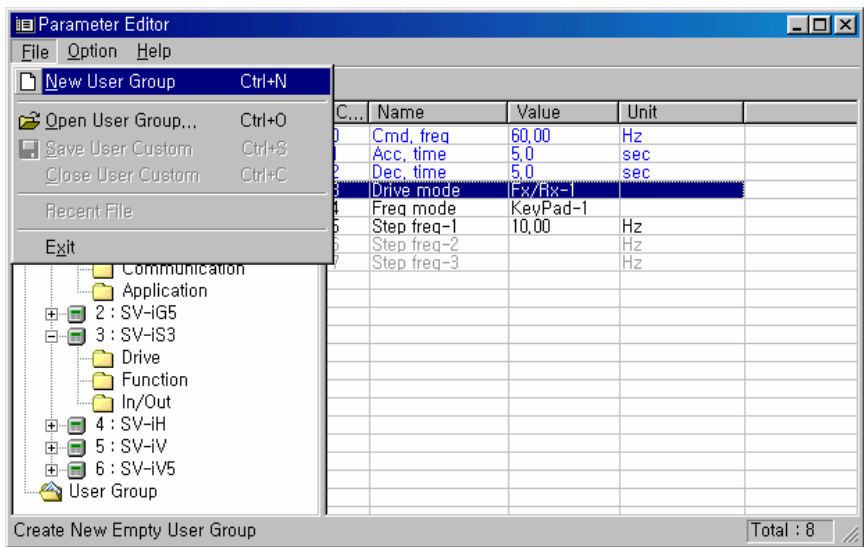 Parameter Editor
File Option Help
New User Group Ctrl+N
Open User Group... Ctrl+O
Save User Custom Ctrl+S
Close User Custom Ctrl+C
Recent File
Exit
C... Name Value Unit
Cmd, freq 60,00 Hz
Acc, time 5,0 sec
Dec, time 5,0 sec
3 Drive mode Fx/Rx-1
4 Freq mode KeyPad-1
5 Step freq-1 10,00 Hz
6 Step freq-2 Hz
7 Step freq-3 Hz
Communication
Application
2 : SV-iG5
3 : SV-iS3
Drive
Function
In/Out
4 : SV-iH
5 : SV-iV
6 : SV-iV5
User Group
Create New Empty User Group
Total : 8